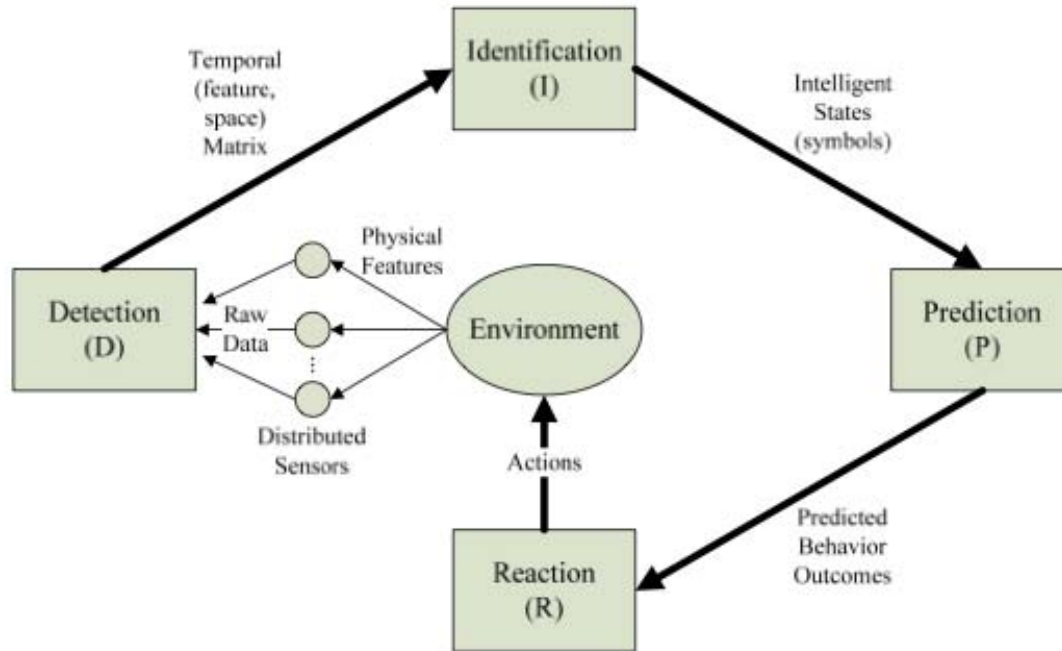 Identification
(I)
Temporal
(feature,
space)
Matrix
Intelligent
States
(symbols)
Physical
Features
Detection
(D)
Raw
Data
Environment
Prediction
(P)
Distributed
Sensors
Actions
Predicted
Behavior
Outcomes
Reaction
(R)